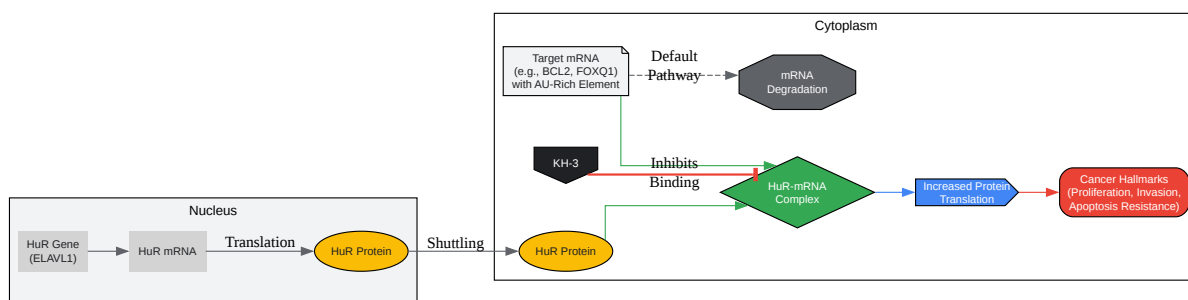 Cytoplasm
Target mRNA
(e.g., BCL2, FOXQ1)
with AU-Rich Element
Default
Pathway
mRNA
Degradation
KH-3
Inhibits
Binding
HuR-mRNA
Complex
Increased Protein
Translation
Cancer Hallmarks
(Proliferation, Invasion,
Apoptosis Resistance)
Nucleus
HuR Gene
(ELAVL1)
HuR mRNA
Translation
HuR Protein
Shuttling
HuR Protein